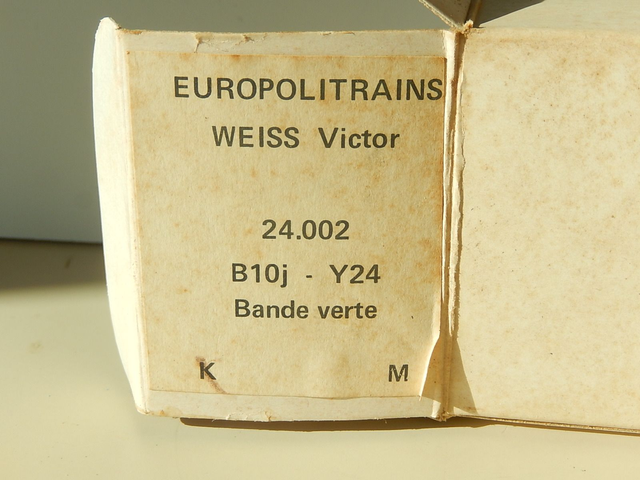 EUROPOLITRAINS
WEISS Victor
24.002
B10j - Y24
Bande verte
K M